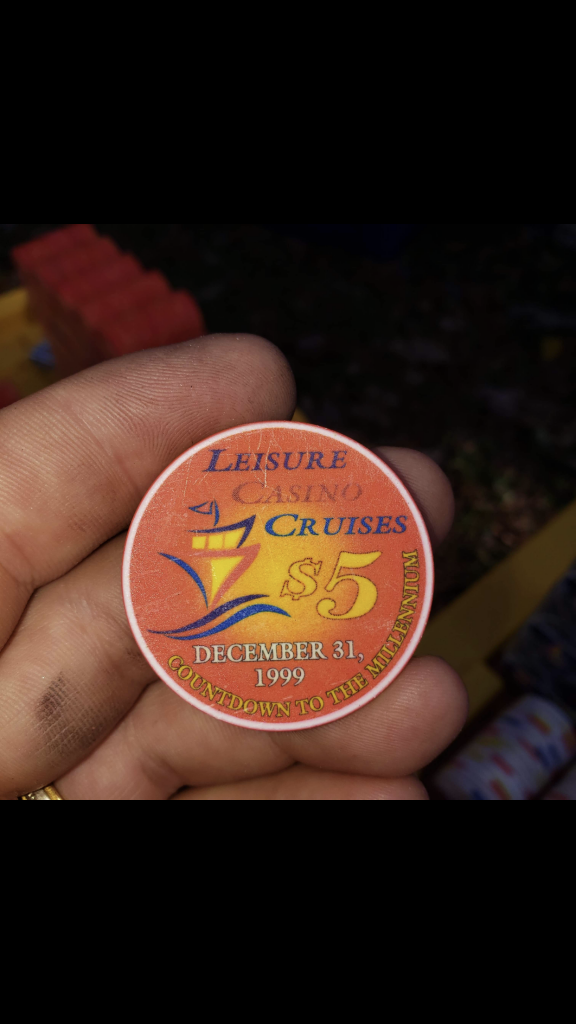 LEISURE
CASINO
CRUISES
$5
DECEMBER 31,
1999
COUNTDOWN TO THE MILLENNIUM